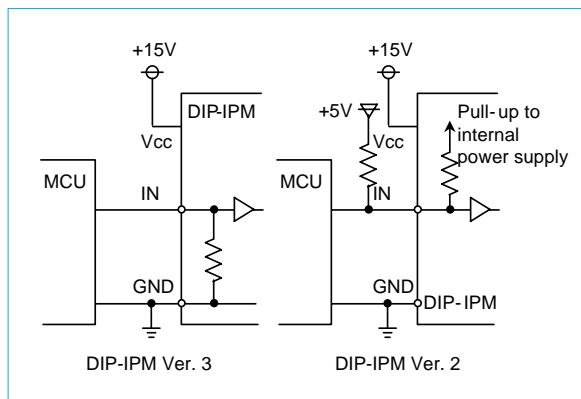 +15V
DIP-IPM
VCC
MCU
IN
GND
DIP-IPM Ver. 3
+15V
+5V
Pull-up to
internal
power supply
VCC
MCU
IN
GND
DIP-IPM
DIP-IPM Ver. 2